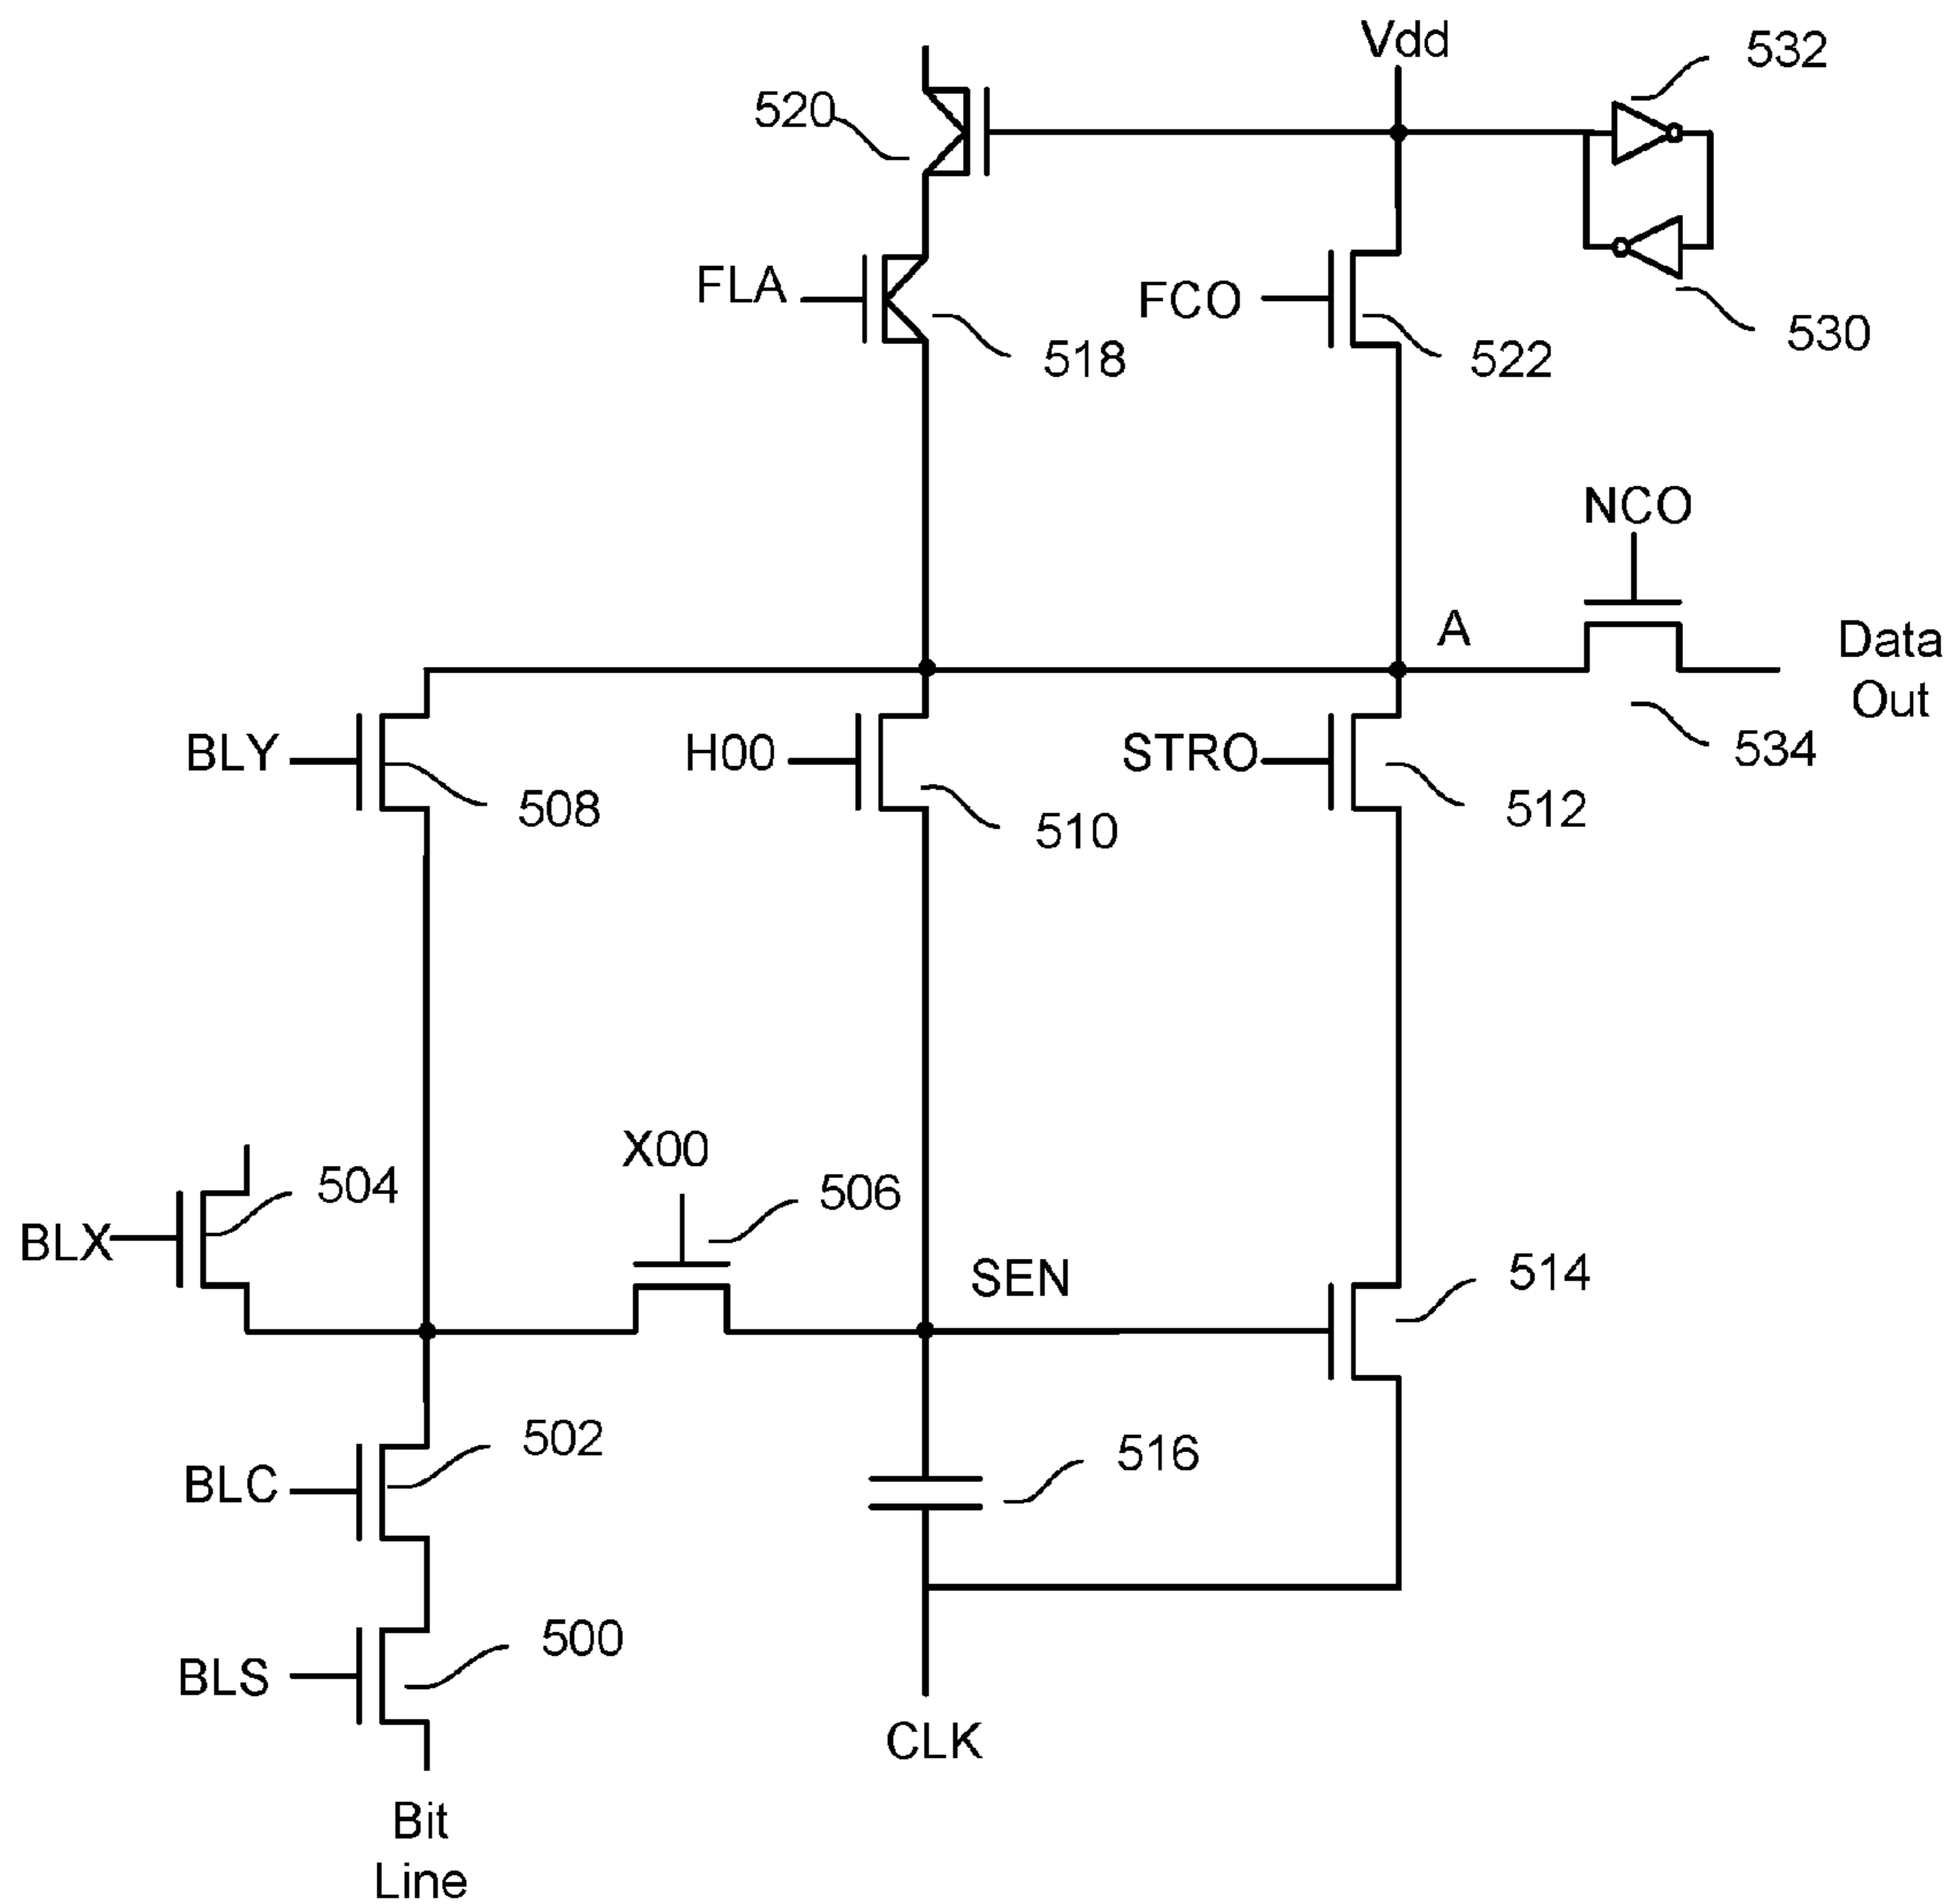 Vdd
532
520
FLA
FCO
530
518
522
NCO
A
Data
Out
BLY
H00
STRO
534
508
510
512
X00
504
506
BLX
SEN
514
502
516
BLC
500
BLS
CLK
Bit
Line